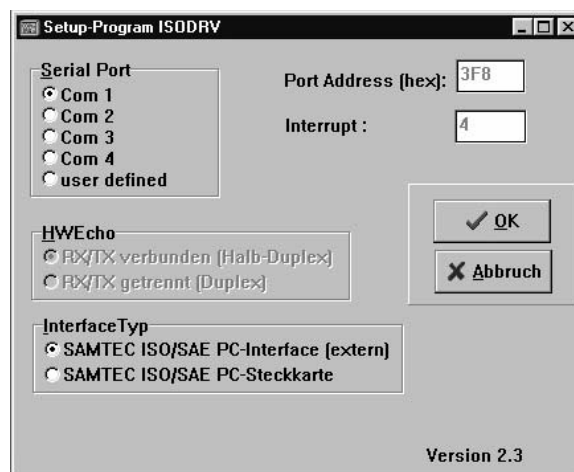 Setup-Program ISODRV
Serial Port
Com 1
Com 2
Com 3
Com 4
user defined
Port Address (hex): 3F8
Interrupt : 4
HWEcho
RX/TX verbunden (Halb-Duplex)
RX/TX getrennt (Duplex)
OK
Abbruch
InterfaceTyp
SAMTEC ISO/SAE PC-Interface (extern)
SAMTEC ISO/SAE PC-Steckkarte
Version 2.3